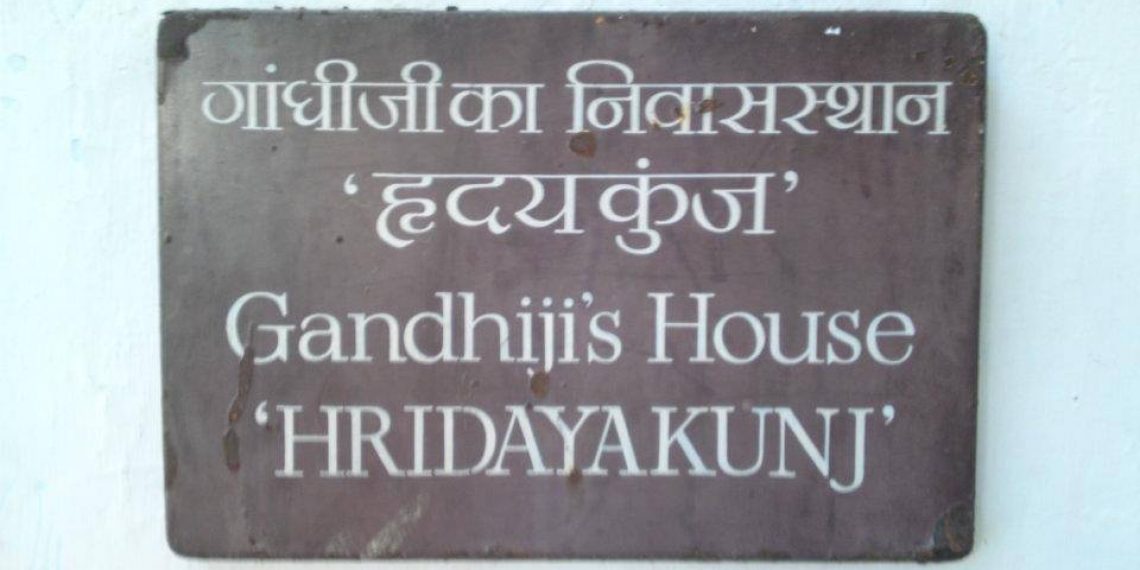 गांधीजी का निवासस्थान
‘हृदय कुंज’
Gandhiji's House
‘HRIDAYAKUNJ’